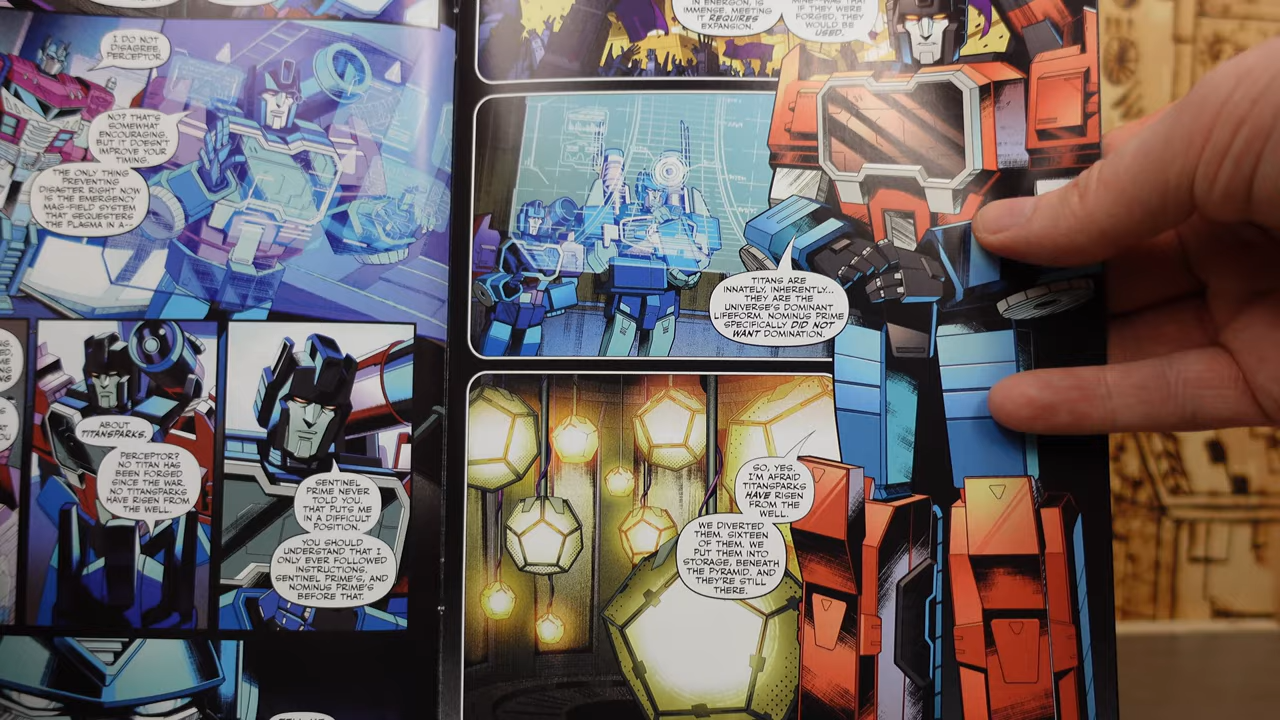 I DO NOT
DISAGREE,
PERCEPTOR.
NO? THAT'S
SOMEWHAT
ENCOURAGING,
BUT IT DOESN'T
IMPROVE YOUR
TIMING.
THE ONLY THING
PREVENTING
DISASTER RIGHT NOW
IS THE EMERGENCY
MAG-FIELD SYSTEM
THAT SEQUESTERS
THE PLASMA IN A--
ABOUT
TITANSPARKS.
PERCEPTOR?
NO TITAN HAS
BEEN FORGED
SINCE THE WAR.
NO TITANSPARKS
HAVE RISEN FROM
THE WELL.
SENTINEL
PRIME NEVER
TOLD YOU.
THAT PUTS ME
IN A DIFFICULT
POSITION.
YOU SHOULD
UNDERSTAND THAT I
ONLY EVER FOLLOWED
INSTRUCTIONS.
SENTINEL PRIME'S, AND
NOMINUS PRIME'S
BEFORE THAT.
IN ENERGON, IS
IMMENSE. MEETING
IT REQUIRES
EXPANSION.
MINE--WAS THAT
IF THEY WERE
FORGED, THEY
WOULD BE
USED.
TITANS ARE
INNATELY, INHERENTLY...
THEY ARE THE
UNIVERSE'S DOMINANT
LIFEFORM. NOMINUS PRIME
SPECIFICALLY DID NOT
WANT DOMINATION.
SO, YES.
I'M AFRAID
TITANSPARKS
HAVE RISEN
FROM THE
WELL.
WE DIVERTED
THEM. SIXTEEN
OF THEM. WE
PUT THEM INTO
STORAGE, BENEATH
THE PYRAMID, AND
THEY'RE STILL
THERE.